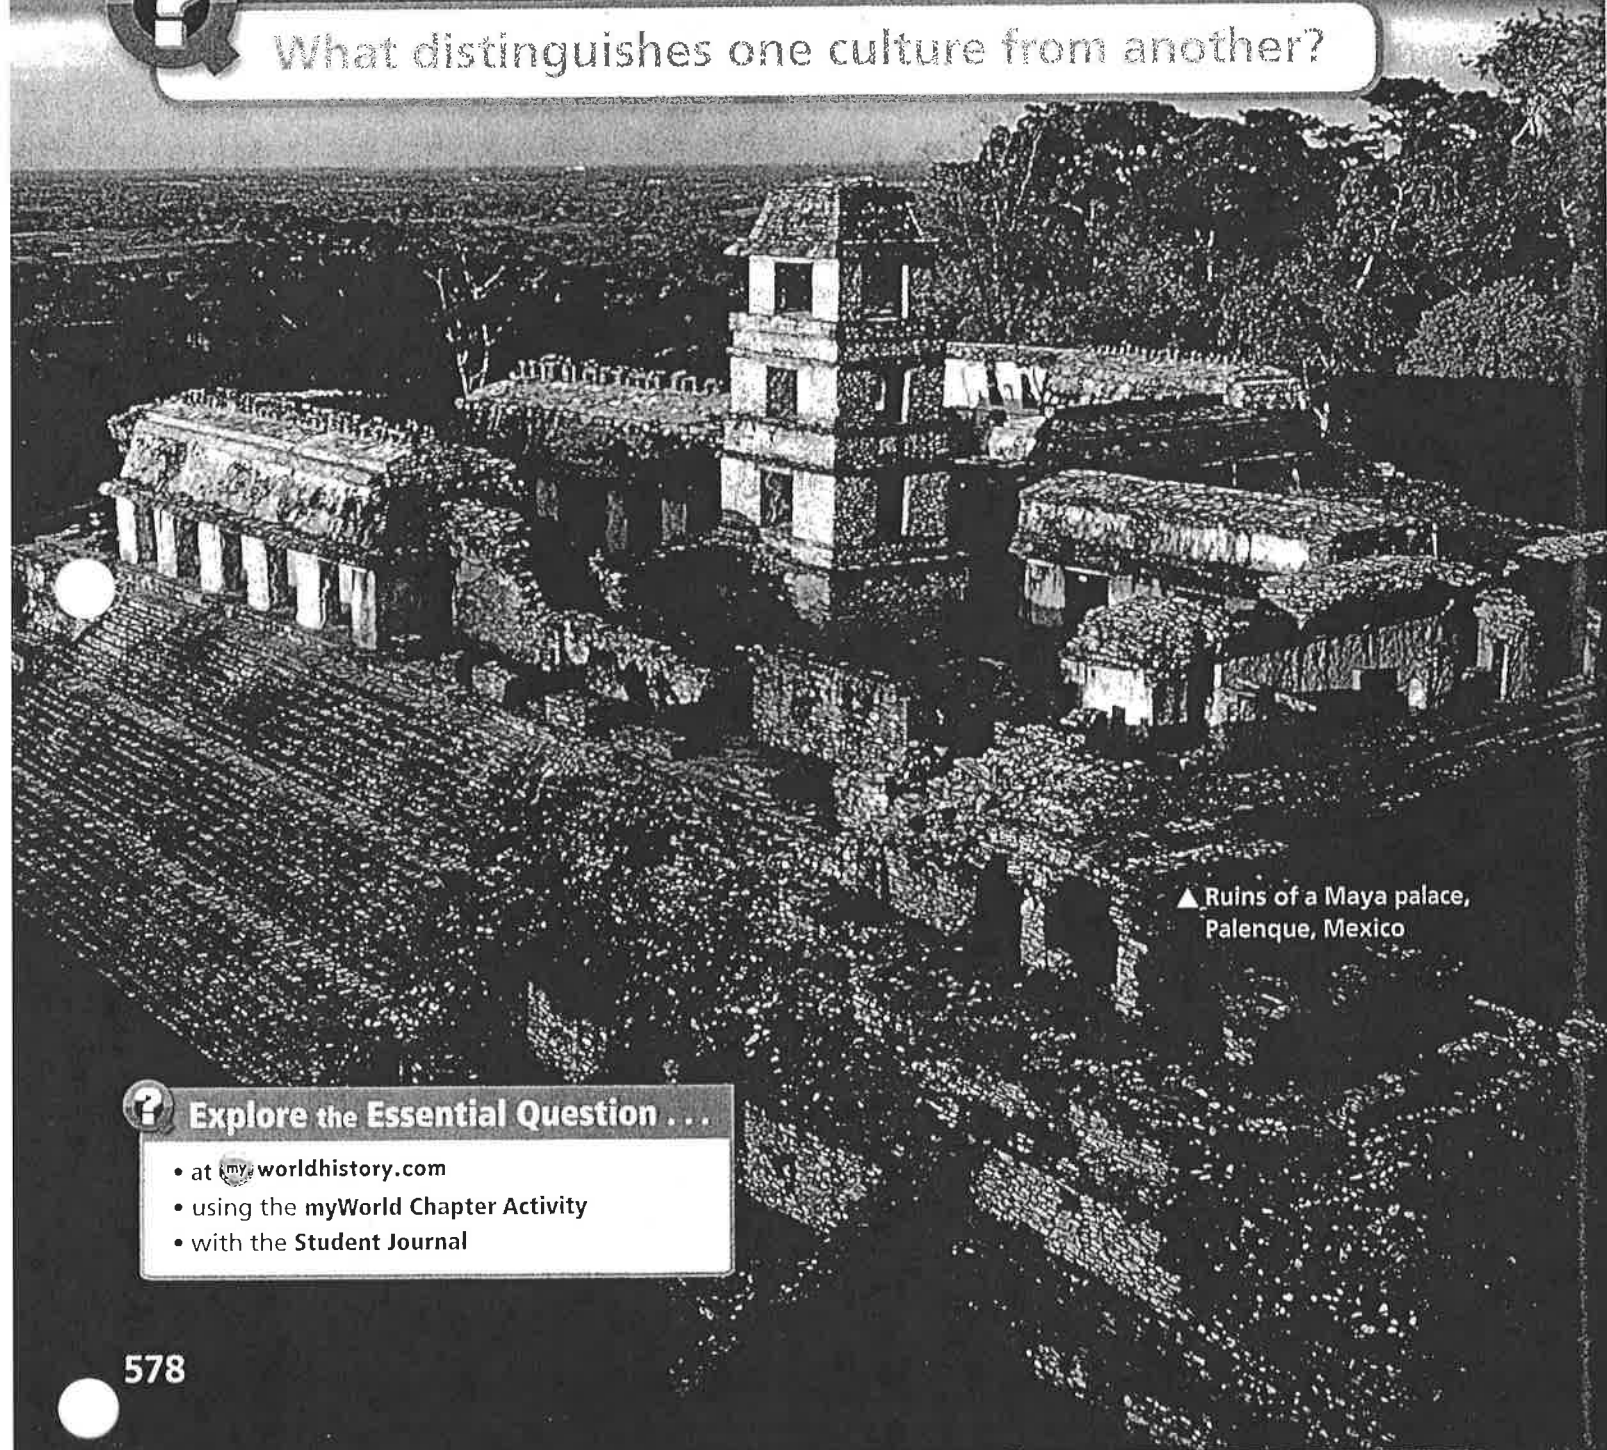 ?
What distinguishes one culture from another?
▲ Ruins of a Maya palace,
Palenque, Mexico
? Explore the Essential Question . . .
• at my worldhistory.com
• using the myWorld Chapter Activity
• with the Student Journal
578